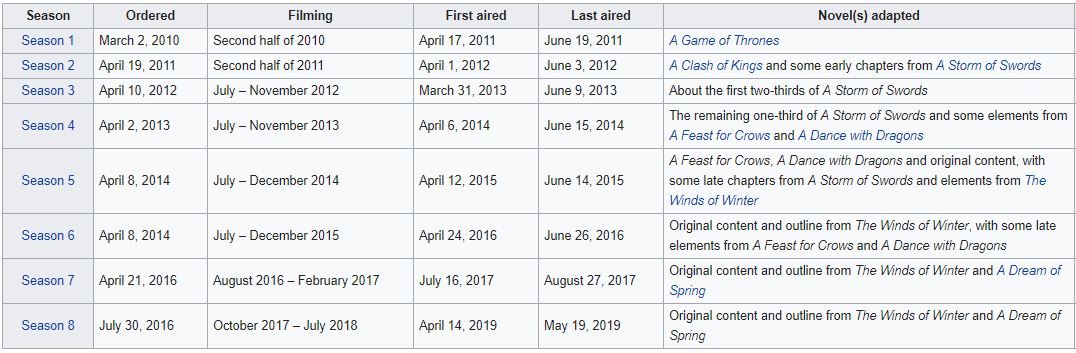 Season Ordered Filming First aired Last aired Novel(s) adapted
Season 1 March 2, 2010 Second half of 2010 April 17, 2011 June 19, 2011 A Game of Thrones
Season 2 April 19, 2011 Second half of 2011 April 1, 2012 June 3, 2012 A Clash of Kings and some early chapters from A Storm of Swords
Season 3 April 10, 2012 July – November 2012 March 31, 2013 June 9, 2013 About the first two-thirds of A Storm of Swords
Season 4 April 2, 2013 July – November 2013 April 6, 2014 June 15, 2014 The remaining one-third of A Storm of Swords and some elements from
A Feast for Crows and A Dance with Dragons
Season 5 April 8, 2014 July – December 2014 April 12, 2015 June 14, 2015 A Feast for Crows, A Dance with Dragons and original content, with
some late chapters from A Storm of Swords and elements from The
Winds of Winter
Season 6 April 8, 2014 July – December 2015 April 24, 2016 June 26, 2016 Original content and outline from The Winds of Winter, with some late
elements from A Feast for Crows and A Dance with Dragons
Season 7 April 21, 2016 August 2016 – February 2017 July 16, 2017 August 27, 2017 Original content and outline from The Winds of Winter and A Dream of
Spring
Season 8 July 30, 2016 October 2017 – July 2018 April 14, 2019 May 19, 2019 Original content and outline from The Winds of Winter and A Dream of
Spring